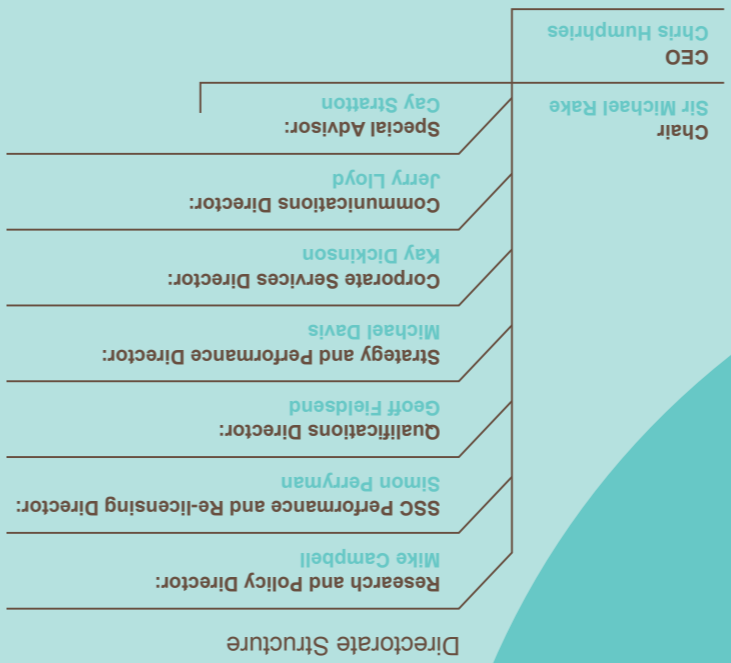 Directorate Structure
Research and Policy Director:
Mike Campbell
SSC Performance and Re-licensing Director:
Simon Perryman
Qualifications Director:
Geoff Fieldsend
Strategy and Performance Director:
Michael Davis
Corporate Services Director:
Kay Dickinson
Communications Director:
Jerry Lloyd
Special Advisor:
Cay Stratton
Chair
Sir Michael Rake
CEO
Chris Humphries